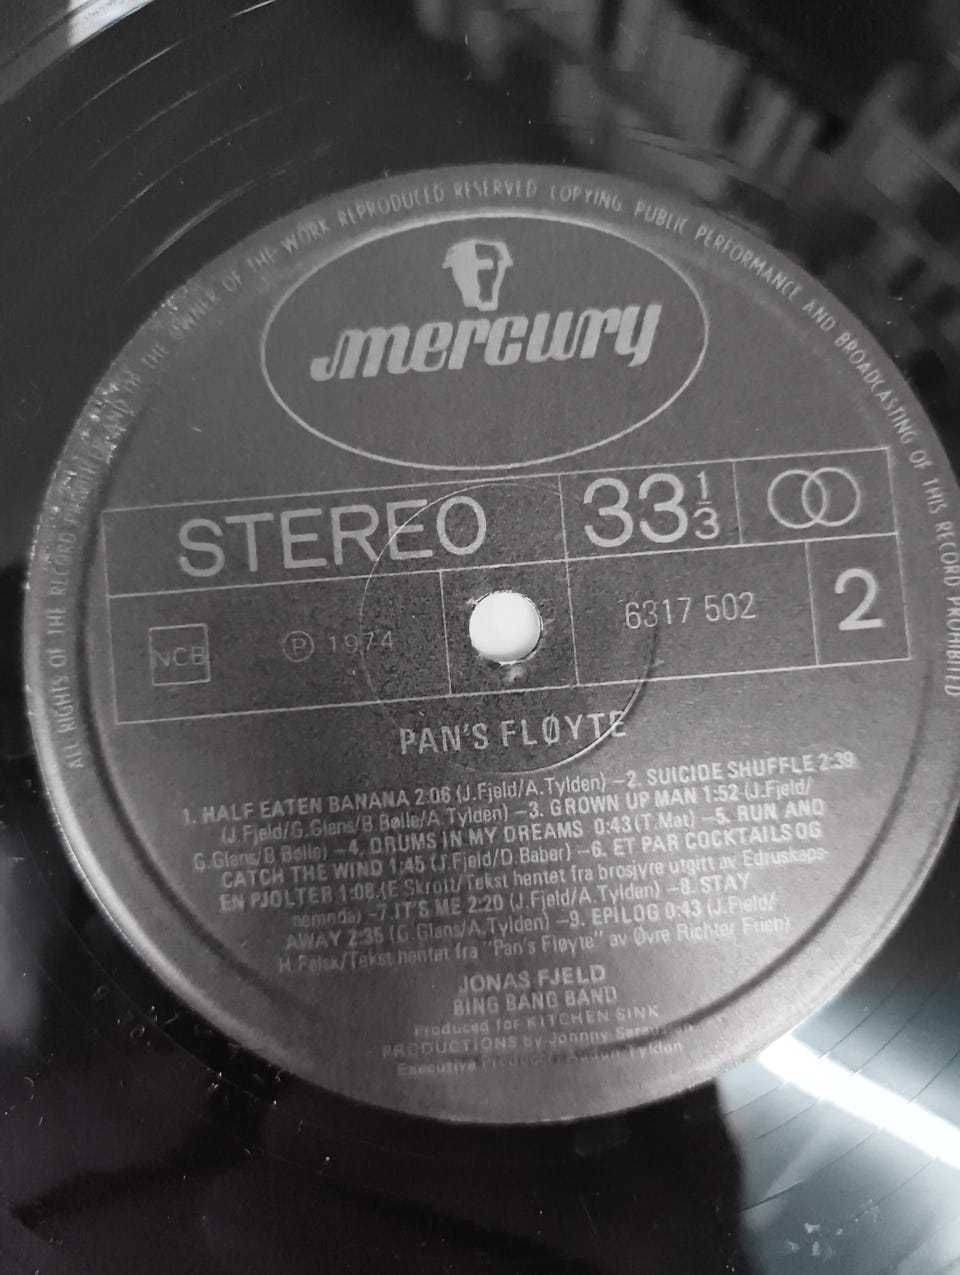 ALL RIGHTS OF THE RECORD AND THE OWNER OF THE WORK REPRODUCED RESERVED COPYING PUBLIC PERFORMANCE AND BROADCASTING OF THIS RECORD PROHIBITED
mercury
STEREO 33 1/3
NCB Ⓟ 1974 6317 502 2
PAN'S FLØYTE
1. HALF EATEN BANANA 2:06 (J.Fjeld/A.Tylden) –2. SUICIDE SHUFFLE 2:39
(J.Fjeld/G.Glans/B.Bølle/A.Tylden) –3. GROWN UP MAN 1:52 (J.Fjeld/
G.Glans/B.Bølle) –4. DRUMS IN MY DREAMS 0:43(T.Mat) –5. RUN AND
CATCH THE WIND 1:45 (J.Fjeld/D.Baber) –6. ET PAR COCKTAILS OG
EN PJOLTER 1:08.(E Skrott/Tekst hentet fra brosjyre utgitt av Edruskaps-
nemnda) –7.IT'S ME 2:20 (J.Fjeld/A.Tylden) –8. STAY
AWAY 2:35 (G.Glans/A.Tylden) –9. EPILOG 0:43 (J.Fjeld/
H.Felsk/Tekst hentet fra "Pan's Fløyte" av Øvre Richter Frich)
JONAS FJELD
BING BANG BAND
Produced for KITCHEN SINK
PRODUCTIONS by Johnny
Executive Producer Audun Tylden